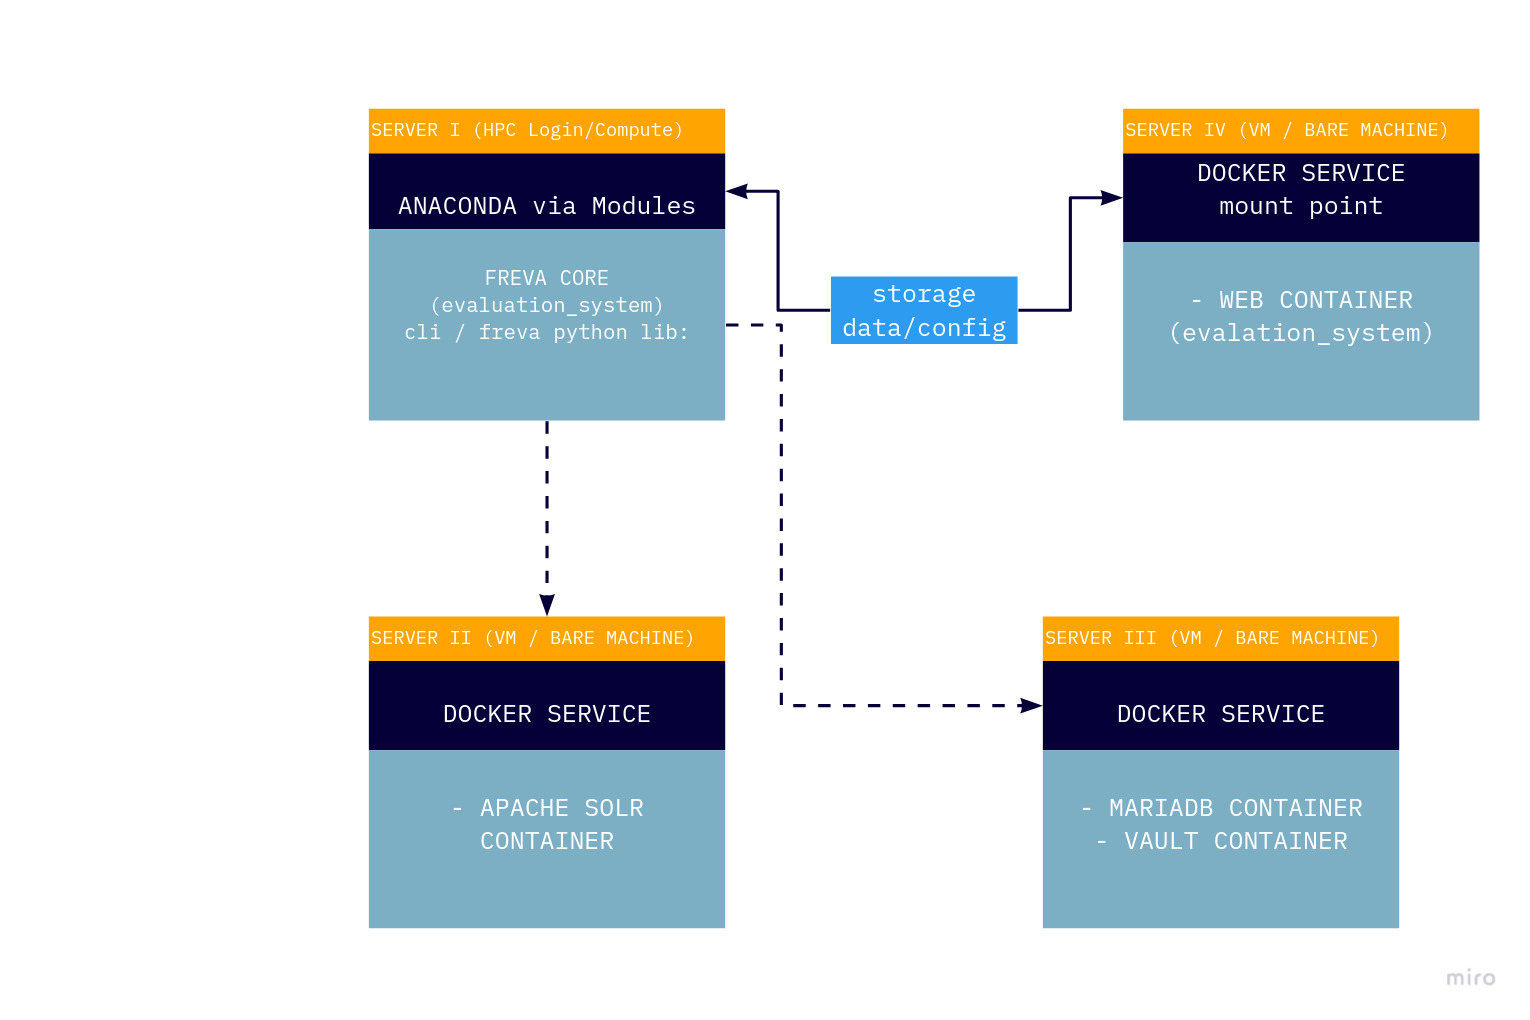 SERVER I (HPC Login/Compute)
ANACONDA via Modules
FREVA CORE
(evaluation_system)
cli / freva python lib:
storage
data/config
SERVER IV (VM / BARE MACHINE)
DOCKER SERVICE
mount point
- WEB CONTAINER
(evalation_system)
SERVER II (VM / BARE MACHINE)
DOCKER SERVICE
- APACHE SOLR
CONTAINER
SERVER III (VM / BARE MACHINE)
DOCKER SERVICE
- MARIADB CONTAINER
- VAULT CONTAINER
miro